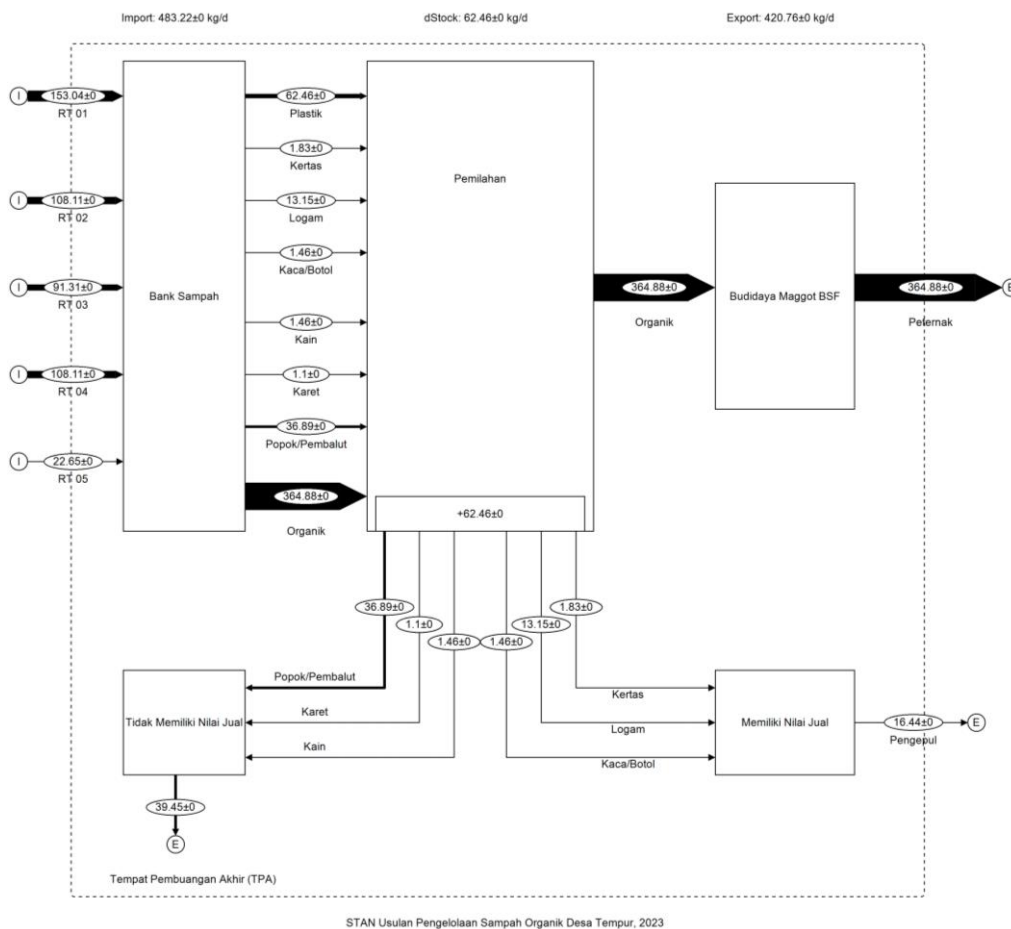 Import: 483.22±0 kg/d
dStock: 62.46±0 kg/d
Export: 420.76±0 kg/d
I
153.04±0
RT 01
62.46±0
Plastik
1.83±0
Kertas
Pemilahan
I
108.11±0
RT 02
13.15±0
Logam
1.46±0
Kaca/Botol
I
91.31±0
RT 03
Bank Sampah
364.88±0
Organik
Budidaya Maggot BSF
364.88±0
Peternak
E
1.46±0
Kain
I
108.11±0
RT 04
1.1±0
Karet
36.89±0
Popok/Pembalut
I
22.65±0
RT 05
364.88±0
Organik
+62.46±0
36.89±0
1.1±0
1.46±0
1.46±0
13.15±0
1.83±0
Popok/Pembalut
Karet
Kain
Tidak Memiliki Nilai Jual
Kertas
Logam
Kaca/Botol
Memiliki Nilai Jual
16.44±0
Pengepul
E
39.45±0
E
Tempat Pembuangan Akhir (TPA)
STAN Usulan Pengelolaan Sampah Organik Desa Tempur, 2023